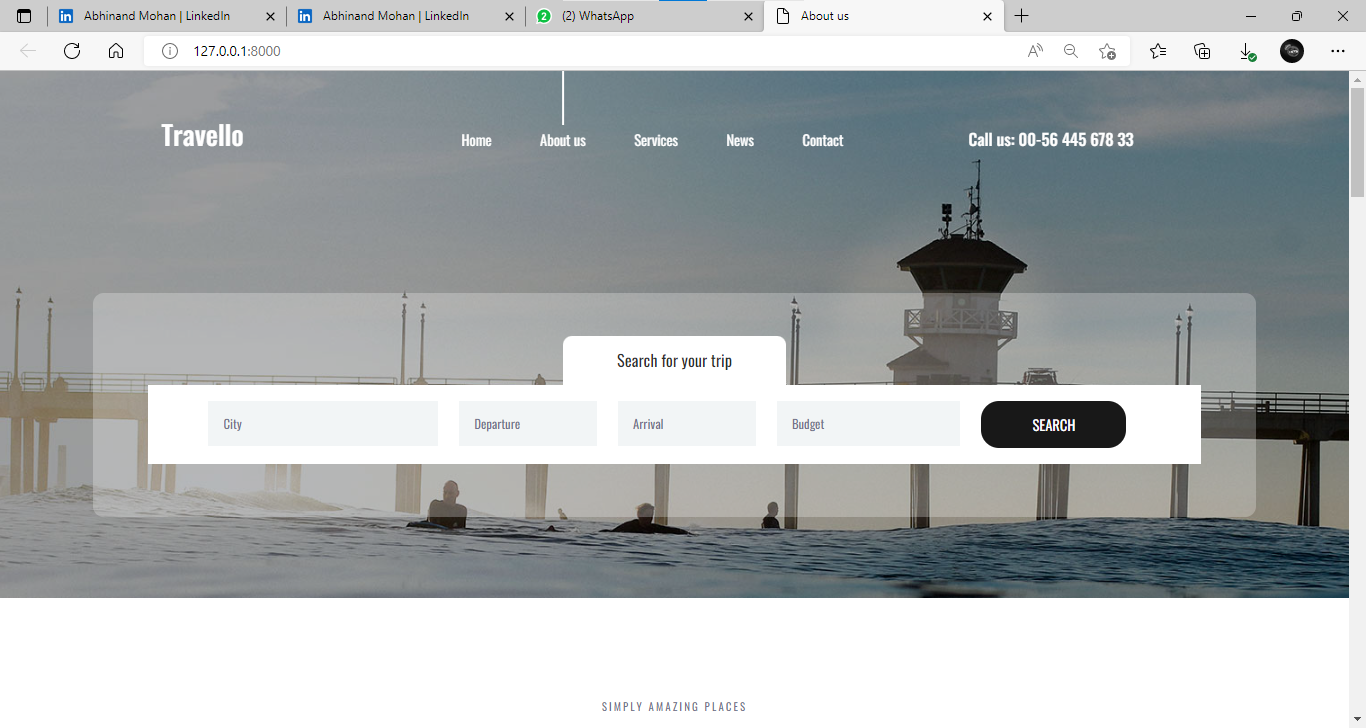 Abhinand Mohan | LinkedIn
Abhinand Mohan | LinkedIn
2
(2) WhatsApp
About us
127.0.0.1:8000
Travello
Home
About us
Services
News
Contact
Call us: 00-56 445 678 33
Search for your trip
City
Departure
Arrival
Budget
SEARCH
SIMPLY AMAZING PLACES